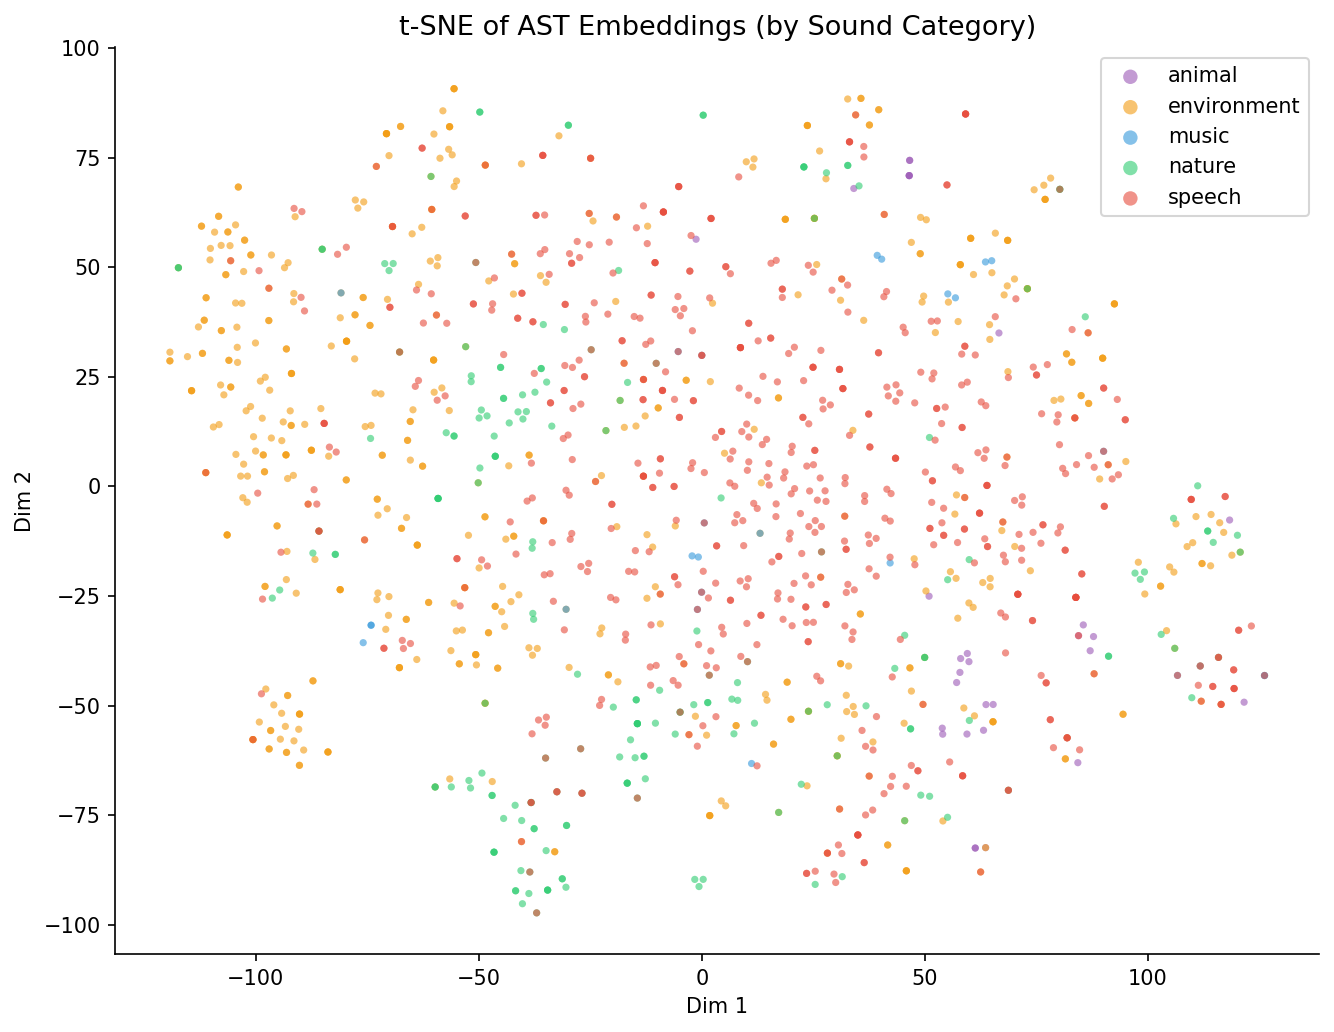 t-SNE of AST Embeddings (by Sound Category)
animal
environment
music
nature
speech
100
75
50
25
0
−25
−50
−75
−100
Dim 2
−100
−50
0
50
100
Dim 1